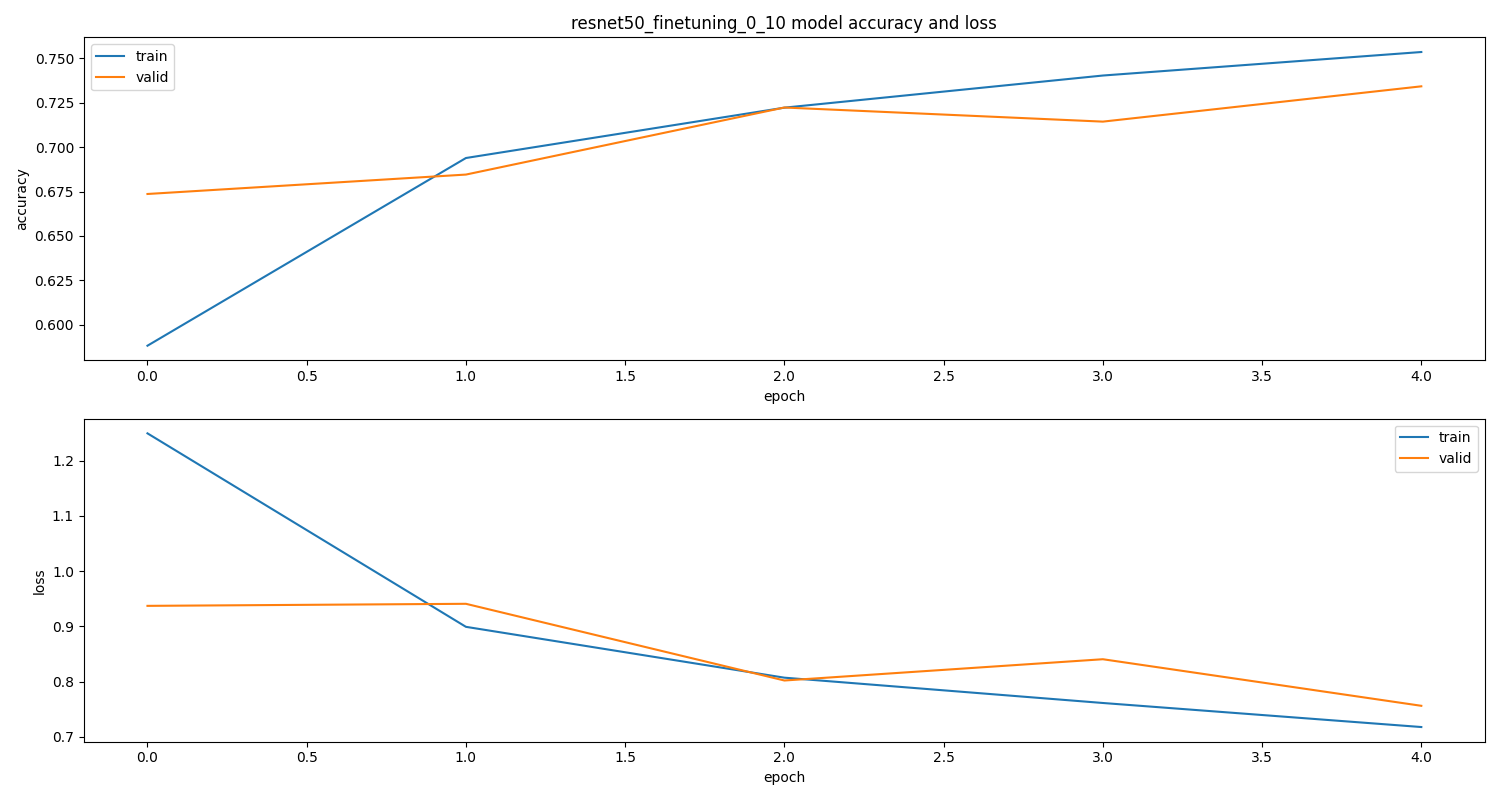 resnet50_finetuning_0_10 model accuracy and loss
train
valid
accuracy
0.750
0.725
0.700
0.675
0.650
0.625
0.600
0.0 0.5 1.0 1.5 2.0 2.5 3.0 3.5 4.0
epoch
train
valid
loss
1.2
1.1
1.0
0.9
0.8
0.7
0.0 0.5 1.0 1.5 2.0 2.5 3.0 3.5 4.0
epoch